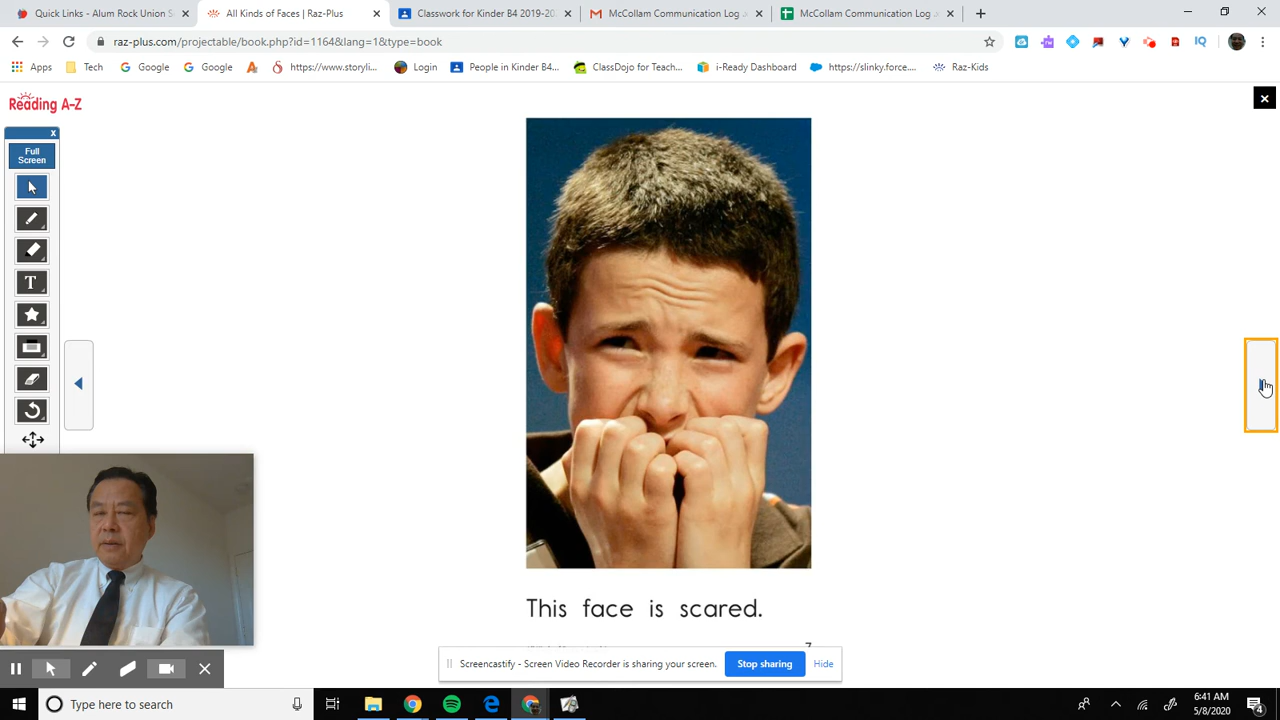 Quick Links - Alum Rock Union S
All Kinds of Faces | Raz-Plus
Classwork for Kinder B4 2019-20
McCollam Communication Log a
McCollam Communication Log a
raz-plus.com/projectable/book.php?id=1164&lang=1&type=book
Apps
Tech
Google
Google
https://www.storyli...
Login
People in Kinder B4...
ClassDojo for Teach...
i-Ready Dashboard
https://slinky.force....
Raz-Kids
Reading A-Z
x
Full
Screen
T
This face is scared.
7
Screencastify - Screen Video Recorder is sharing your screen.
Stop sharing
Hide
Type here to search
6:41 AM
5/8/2020
4